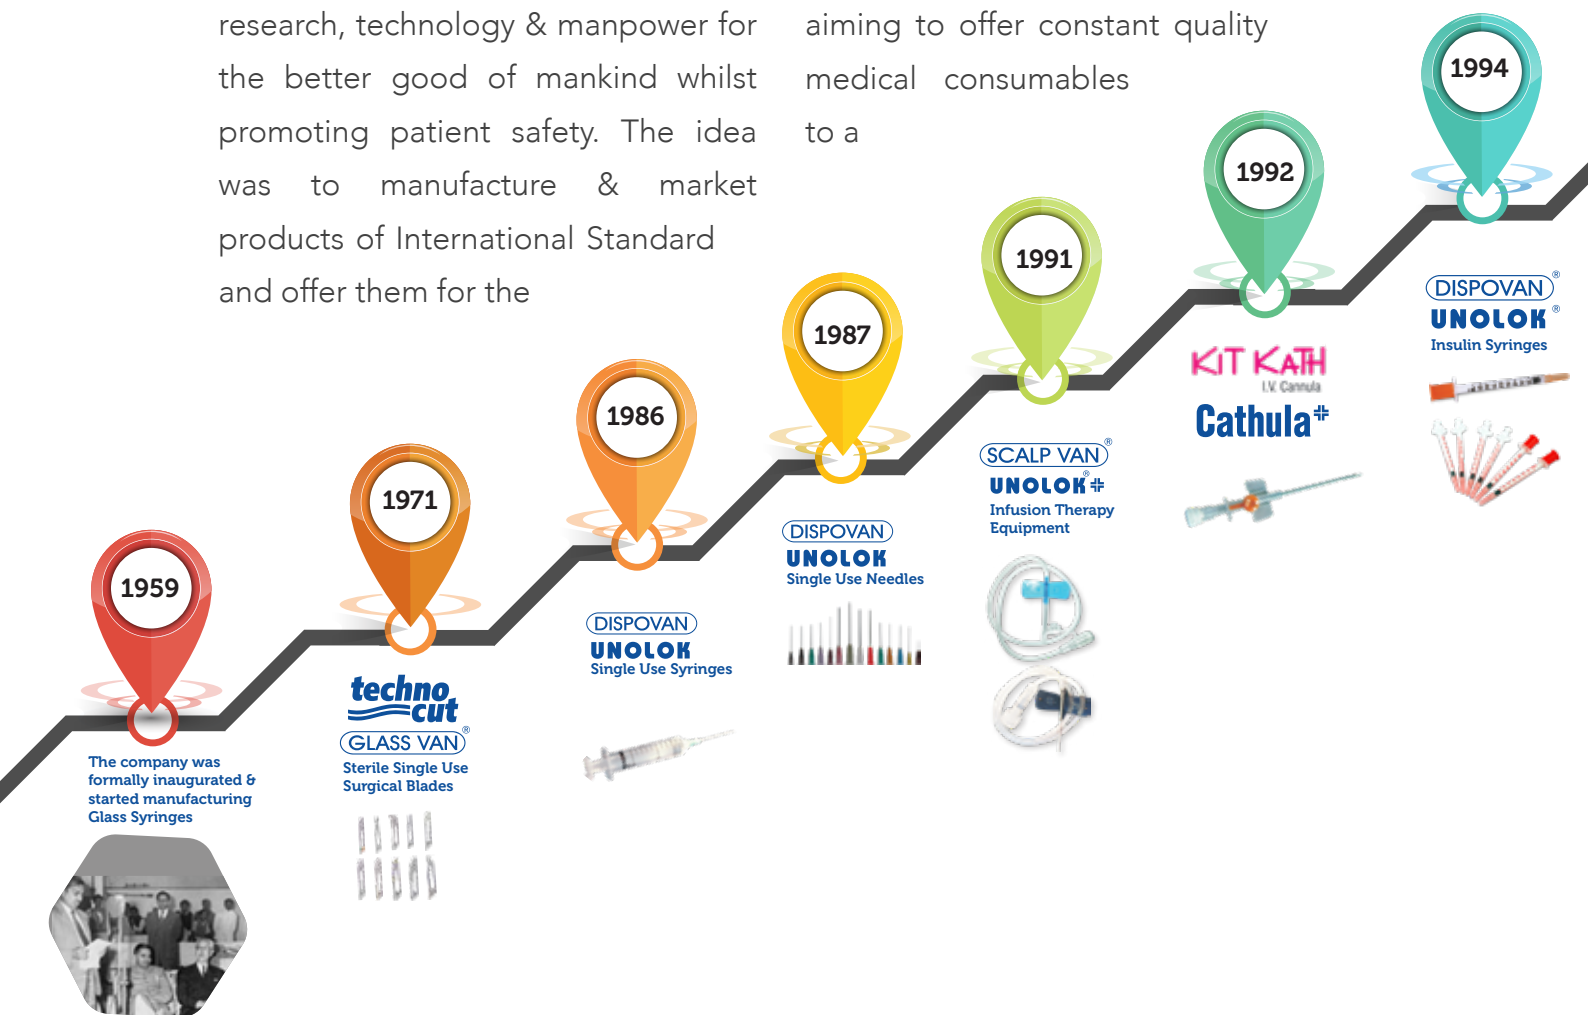 research, technology & manpower for
the better good of mankind whilst
promoting patient safety. The idea
was to manufacture & market
products of International Standard
and offer them for the
aiming to offer constant quality
medical consumables
to a
1959
The company was
formally inaugurated &
started manufacturing
Glass Syringes
1971
techno
cut
GLASS VAN®
Sterile Single Use
Surgical Blades
1986
DISPOVAN
UNOLOK
Single Use Syringes
1987
DISPOVAN
UNOLOK
Single Use Needles
1991
SCALP VAN®
UNOLOK®
Infusion Therapy
Equipment
1992
KIT KATH
I.V. Cannula
Cathula
1994
DISPOVAN®
UNOLOK®
Insulin Syringes